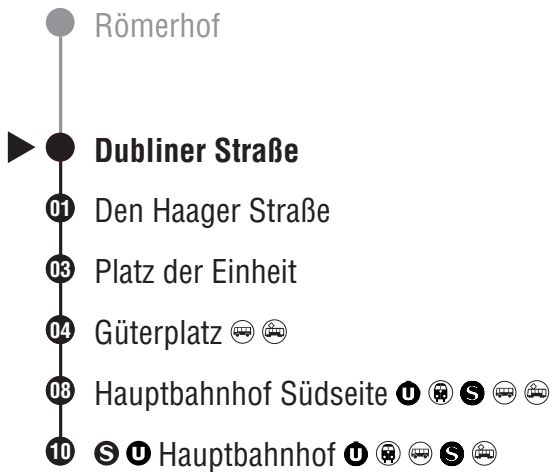 Römerhof
Dubliner Straße
01 Den Haager Straße
03 Platz der Einheit
04 Güterplatz
08 Hauptbahnhof Südseite U S
10 S U Hauptbahnhof U S